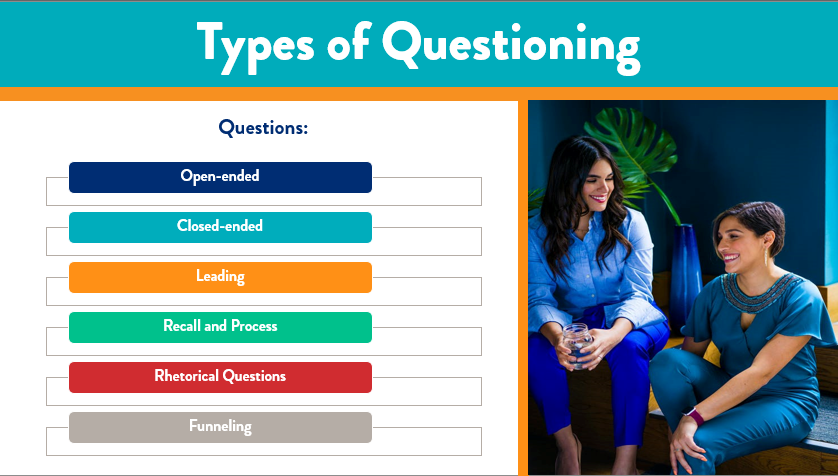 Types of Questioning
Questions:
Open-ended
Closed-ended
Leading
Recall and Process
Rhetorical Questions
Funneling